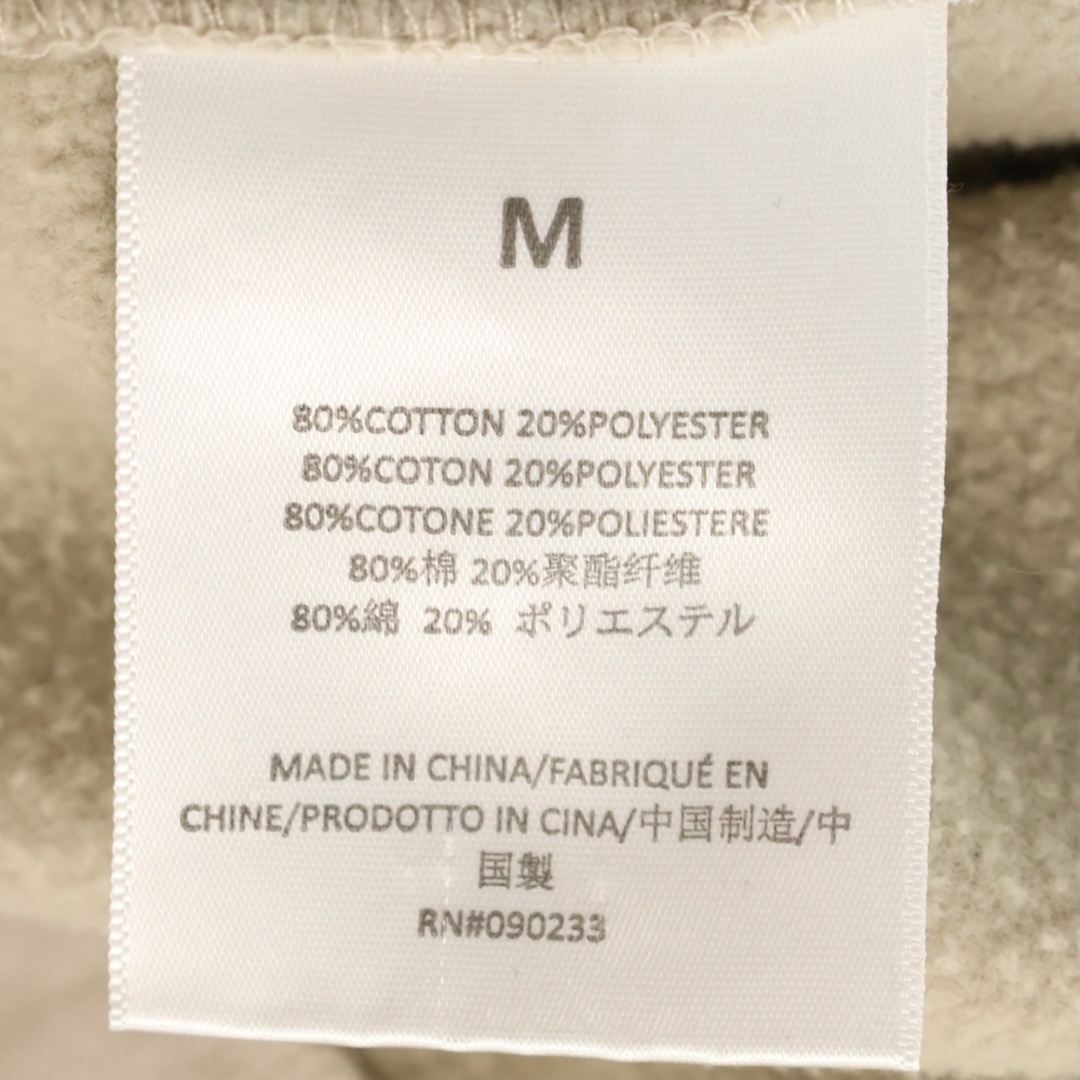 M
80%COTTON 20%POLYESTER
80%COTON 20%POLYESTER
80%COTONE 20%POLIESTERE
80%棉 20%聚酯纤维
80%綿 20% ポリエステル
MADE IN CHINA/FABRIQUÉ EN
CHINE/PRODOTTO IN CINA/中国制造/中
国製
RN#090233